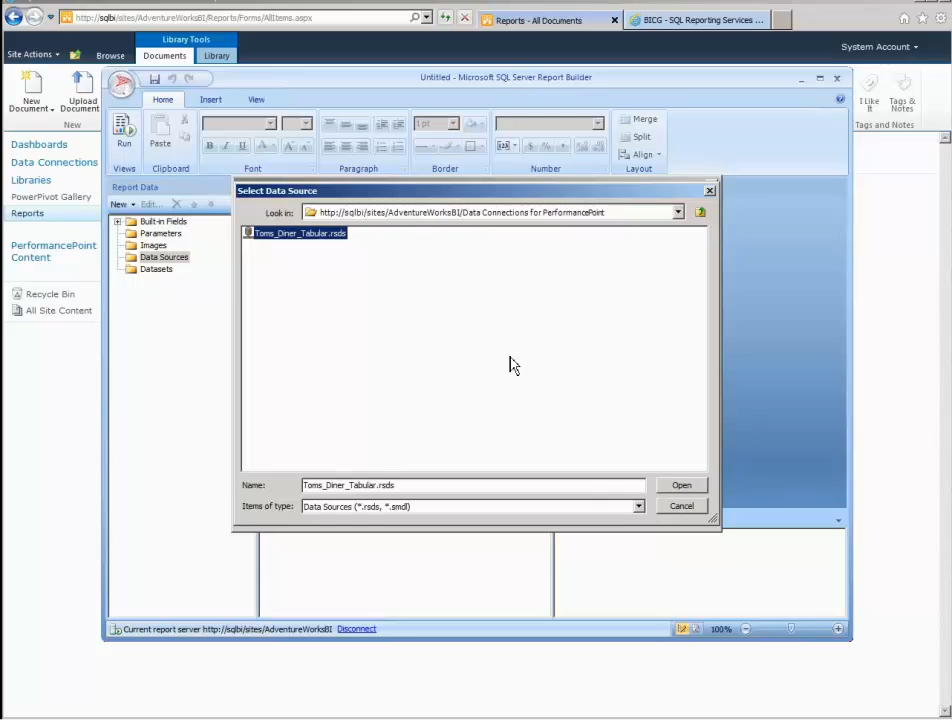 http://sqlbi/sites/AdventureWorksBI/Reports/Forms/AllItems.aspx
Reports - All Documents
BICG - SQL Reporting Services ...
Library Tools
Site Actions
Browse
Documents
Library
System Account
New Document
Upload Document
New
I Like It
Tags & Notes
Tags and Notes
Untitled - Microsoft SQL Server Report Builder
Home
Insert
View
Run
Paste
1 pt
Merge
Split
Align
Views
Clipboard
Font
Paragraph
Border
Number
Layout
Dashboards
Data Connections
Libraries
PowerPivot Gallery
Reports
PerformancePoint Content
Recycle Bin
All Site Content
Report Data
New
Edit...
Built-in Fields
Parameters
Images
Data Sources
Datasets
Select Data Source
Look in:
http://sqlbi/sites/AdventureWorksBI/Data Connections for PerformancePoint
Toms_Diner_Tabular.rsds
Name:
Toms_Diner_Tabular.rsds
Open
Items of type:
Data Sources (*.rsds, *.smdl)
Cancel
Current report server http://sqlbi/sites/AdventureWorksBI
Disconnect
100%